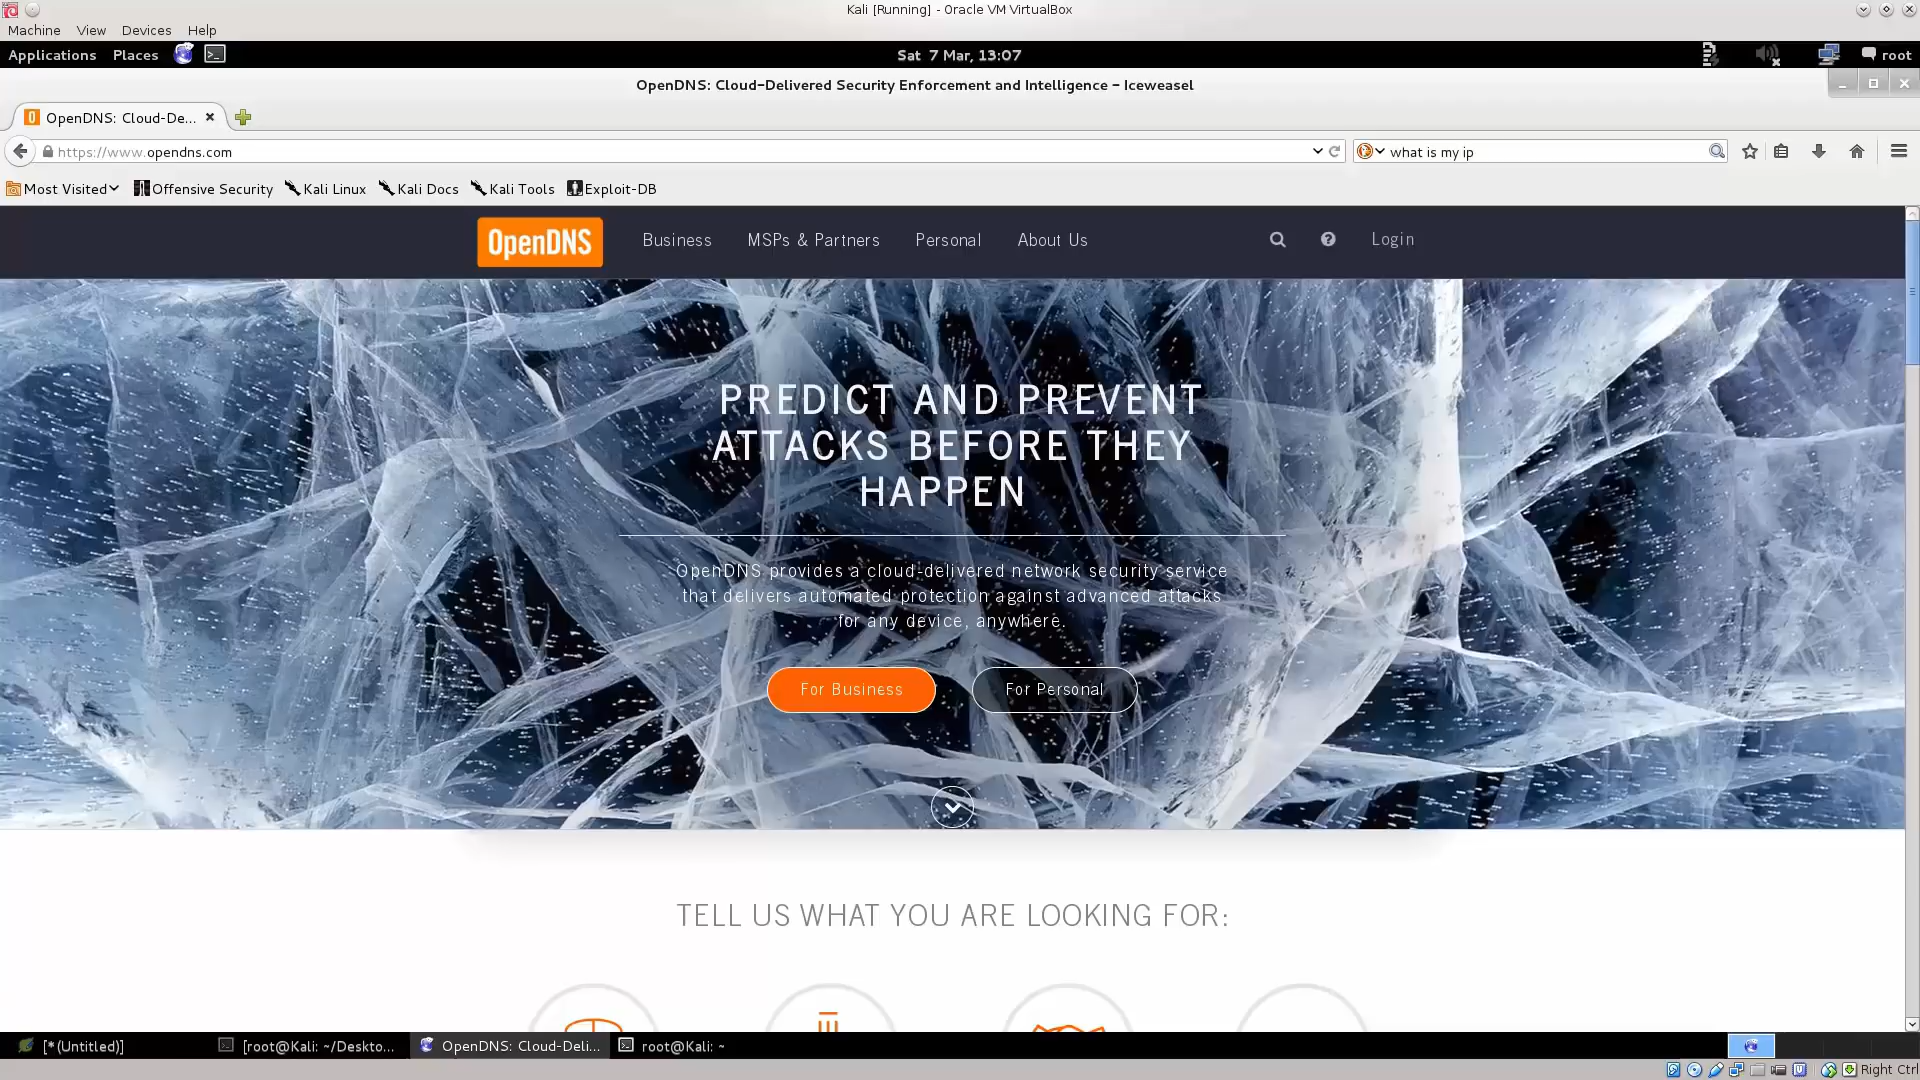 Kali [Running] - Oracle VM VirtualBox
Machine View Devices Help
Applications Places Sat 7 Mar, 13:07 root
OpenDNS: Cloud-Delivered Security Enforcement and Intelligence - Iceweasel
OpenDNS: Cloud-De...
https://www.opendns.com what is my ip
Most Visited Offensive Security Kali Linux Kali Docs Kali Tools Exploit-DB
OpenDNS Business MSPs & Partners Personal About Us Login
PREDICT AND PREVENT
ATTACKS BEFORE THEY
HAPPEN
OpenDNS provides a cloud-delivered network security service
that delivers automated protection against advanced attacks
for any device, anywhere.
For Business For Personal
TELL US WHAT YOU ARE LOOKING FOR:
[*(Untitled)] [root@Kali: ~/Deskto... OpenDNS: Cloud-Deli... root@Kali: ~
Right Ctrl